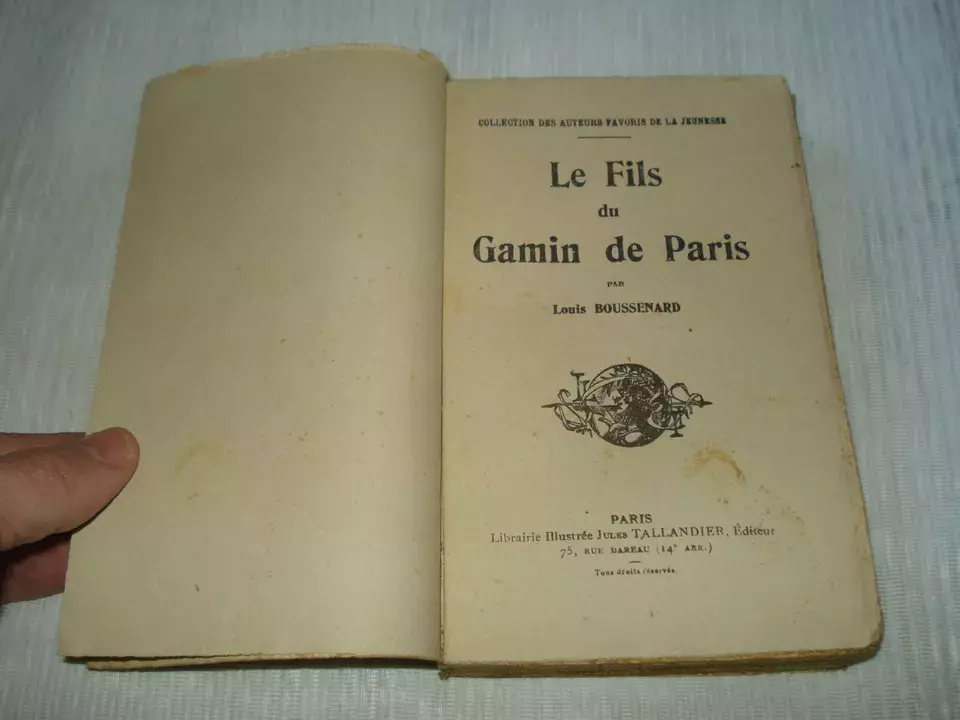 COLLECTION DES AUTEURS FAVORIS DE LA JEUNESSE
Le Fils
du
Gamin de Paris
PAR
Louis BOUSSENARD
PARIS
Librairie Illustrée JULES TALLANDIER, Éditeur
75, RUE DAREAU (14e ARR.)
Tous droits réservés.